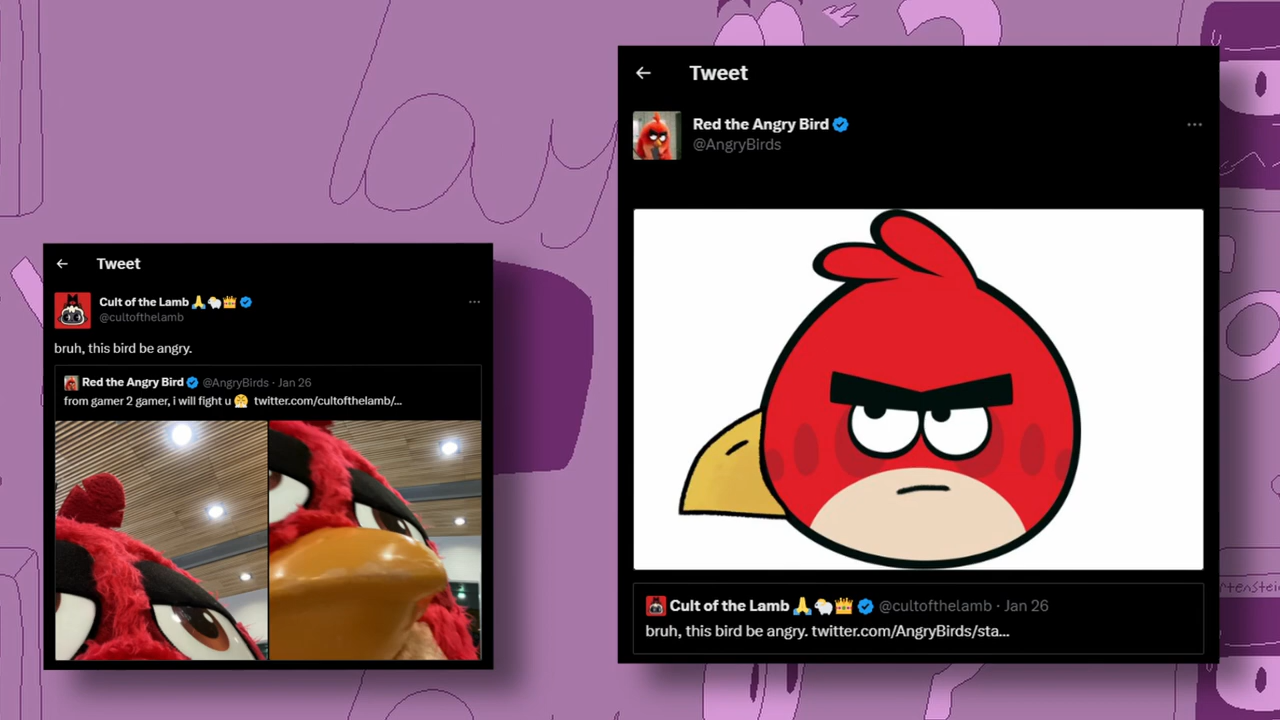 Tweet
Cult of the Lamb 🙏🐑👑
@cultofthelamb
bruh, this bird be angry.
Red the Angry Bird @AngryBirds · Jan 26
from gamer 2 gamer, i will fight u 😤 twitter.com/cultofthelamb/...
Tweet
Red the Angry Bird
@AngryBirds
Cult of the Lamb 🙏🐑👑 @cultofthelamb · Jan 26
bruh, this bird be angry. twitter.com/AngryBirds/sta...